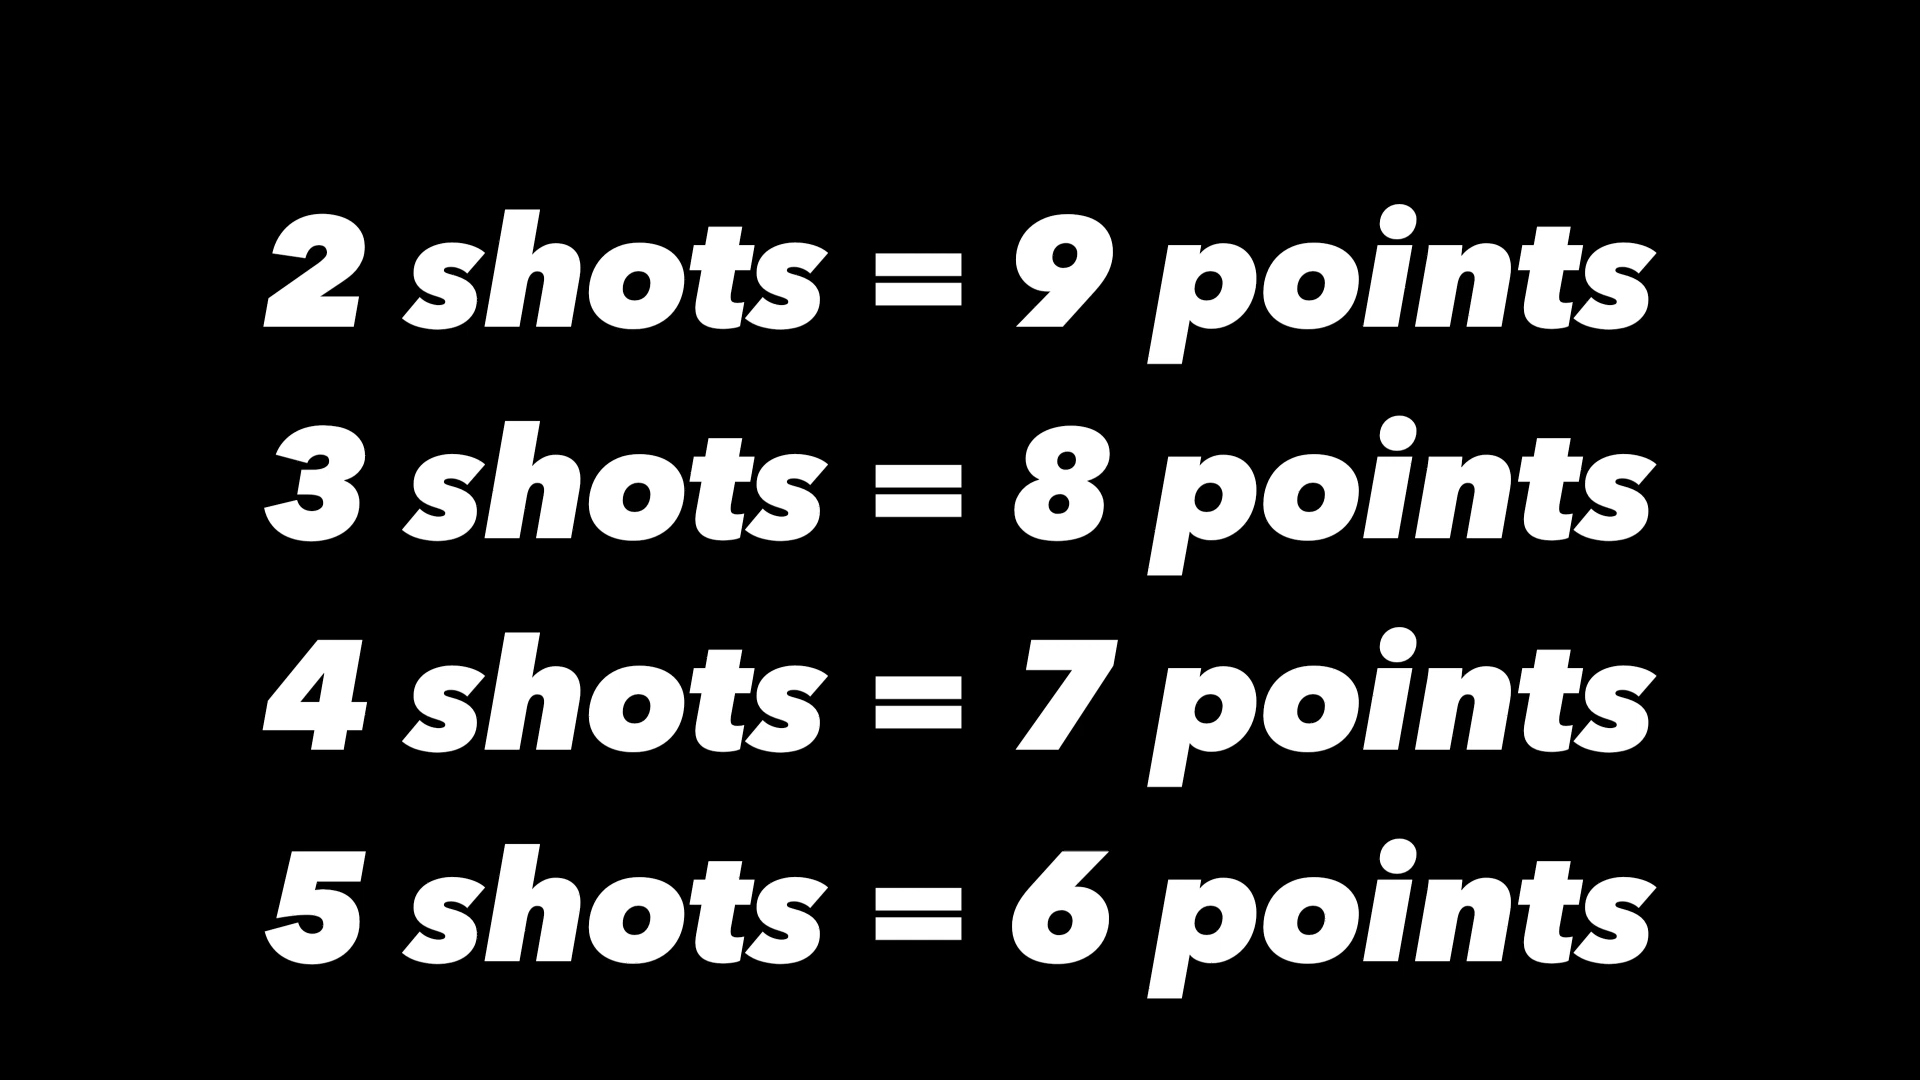 2 shots = 9 points
3 shots = 8 points
4 shots = 7 points
5 shots = 6 points